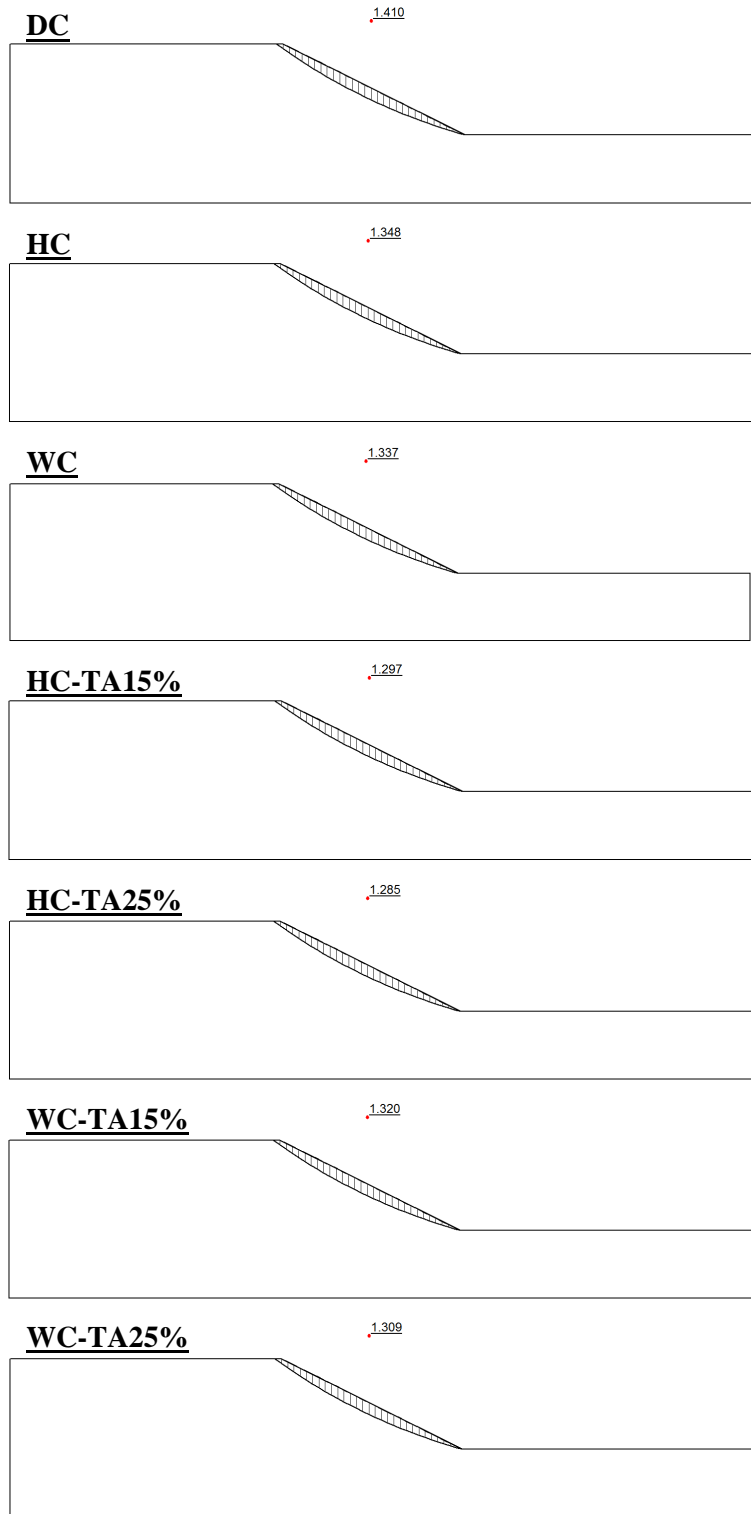 DC
1.410
HC
1.348
WC
1.337
HC-TA15%
1.297
HC-TA25%
1.285
WC-TA15%
1.320
WC-TA25%
1.309